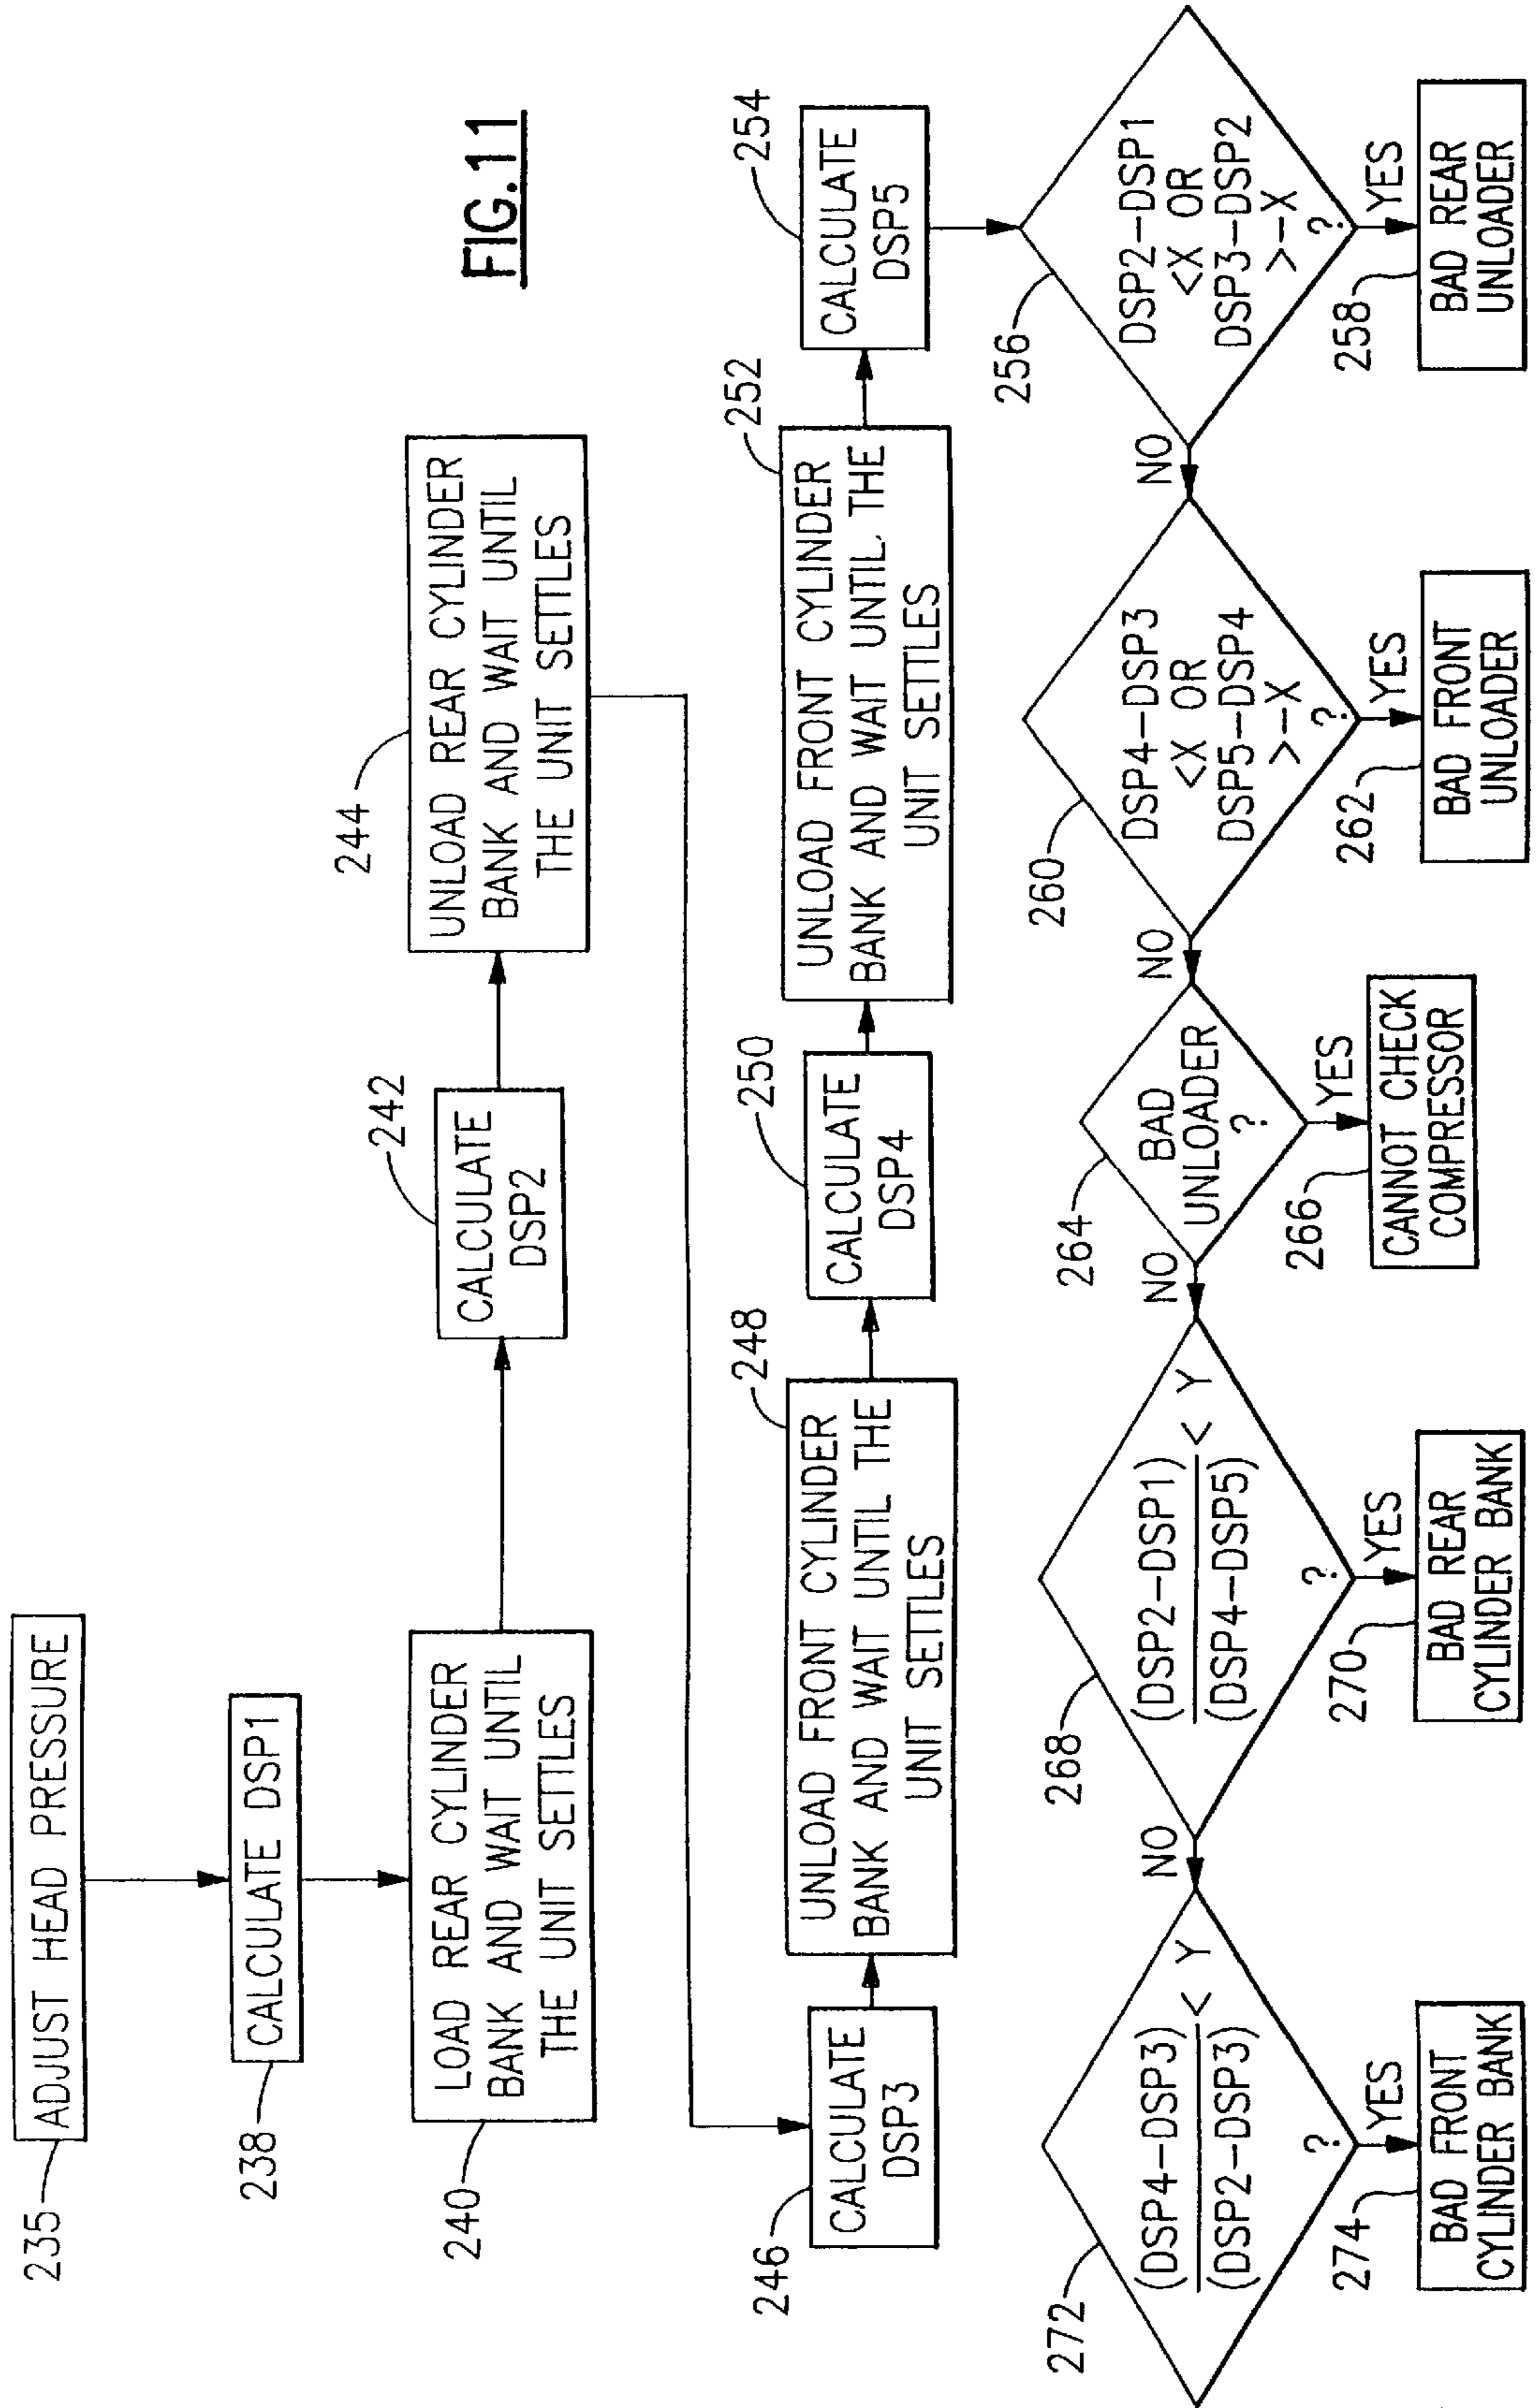 FIG.11
235
ADJUST HEAD PRESSURE
238
CALCULATE DSP1
240
LOAD REAR CYLINDER
BANK AND WAIT UNTIL
THE UNIT SETTLES
242
CALCULATE
DSP2
244
UNLOAD REAR CYLINDER
BANK AND WAIT UNTIL
THE UNIT SETTLES
246
CALCULATE
DSP3
248
UNLOAD FRONT CYLINDER
BANK AND WAIT UNTIL THE
UNIT SETTLES
250
CALCULATE
DSP4
252
UNLOAD FRONT CYLINDER
BANK AND WAIT UNTIL. THE
UNIT SETTLES
254
CALCULATE
DSP5
256
DSP2-DSP1
<X OR
DSP3-DSP2
>-X
?
YES
258
BAD REAR
UNLOADER
NO
260
DSP4-DSP3
<X OR
DSP5-DSP4
>-X
?
YES
262
BAD FRONT
UNLOADER
NO
264
BAD
UNLOADER
?
YES
266
CANNOT CHECK
COMPRESSOR
NO
268
(DSP2-DSP1)
(DSP4-DSP5)
< Y
?
YES
270
BAD REAR
CYLINDER BANK
NO
272
(DSP4-DSP3)
(DSP2-DSP3)
< Y
?
YES
274
BAD FRONT
CYLINDER BANK